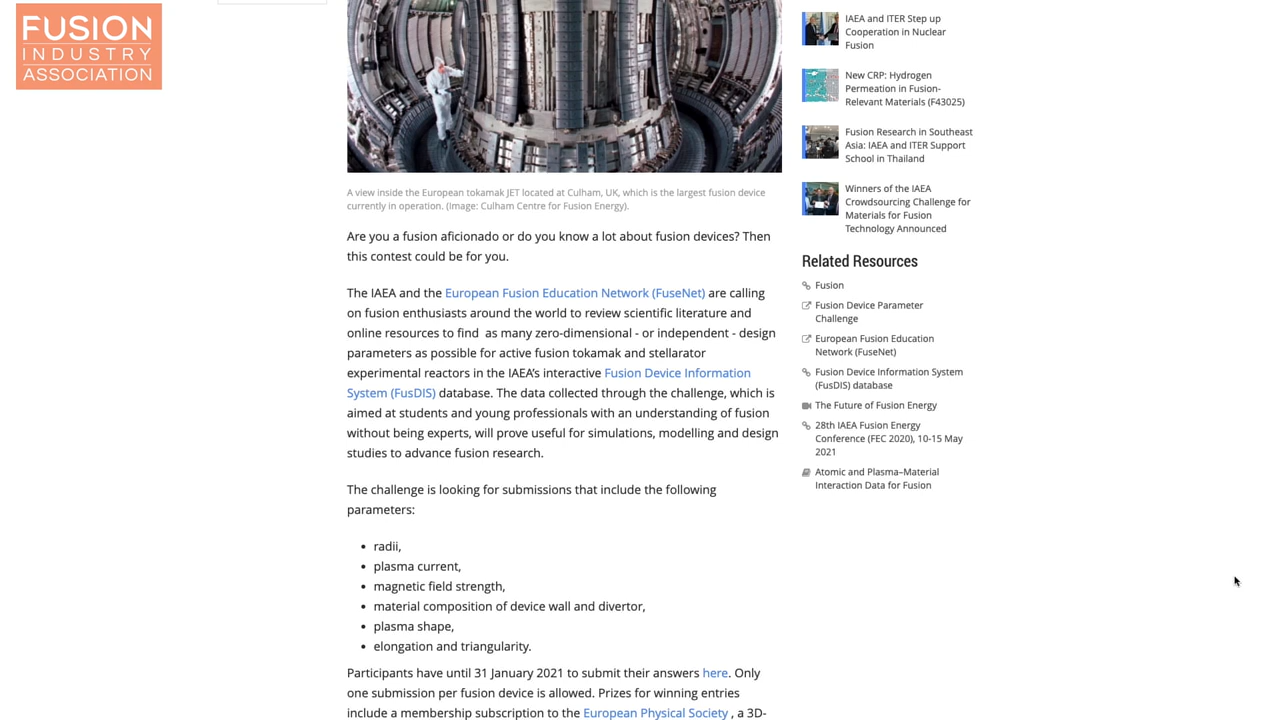 FUSION
INDUSTRY
ASSOCIATION
A view inside the European tokamak JET located at Culham, UK, which is the largest fusion device
currently in operation. (Image: Culham Centre for Fusion Energy).
Are you a fusion aficionado or do you know a lot about fusion devices? Then
this contest could be for you.
The IAEA and the European Fusion Education Network (FuseNet) are calling
on fusion enthusiasts around the world to review scientific literature and
online resources to find as many zero-dimensional - or independent - design
parameters as possible for active fusion tokamak and stellarator
experimental reactors in the IAEA's interactive Fusion Device Information
System (FusDIS) database. The data collected through the challenge, which is
aimed at students and young professionals with an understanding of fusion
without being experts, will prove useful for simulations, modelling and design
studies to advance fusion research.
The challenge is looking for submissions that include the following
parameters:
• radii,
• plasma current,
• magnetic field strength,
• material composition of device wall and divertor,
• plasma shape,
• elongation and triangularity.
Participants have until 31 January 2021 to submit their answers here. Only
one submission per fusion device is allowed. Prizes for winning entries
include a membership subscription to the European Physical Society , a 3D-
IAEA and ITER Step up
Cooperation in Nuclear
Fusion
New CRP: Hydrogen
Permeation in Fusion-
Relevant Materials (F43025)
Fusion Research in Southeast
Asia: IAEA and ITER Support
School in Thailand
Winners of the IAEA
Crowdsourcing Challenge for
Materials for Fusion
Technology Announced
Related Resources
Fusion
Fusion Device Parameter
Challenge
European Fusion Education
Network (FuseNet)
Fusion Device Information System
(FusDIS) database
The Future of Fusion Energy
28th IAEA Fusion Energy
Conference (FEC 2020), 10-15 May
2021
Atomic and Plasma–Material
Interaction Data for Fusion